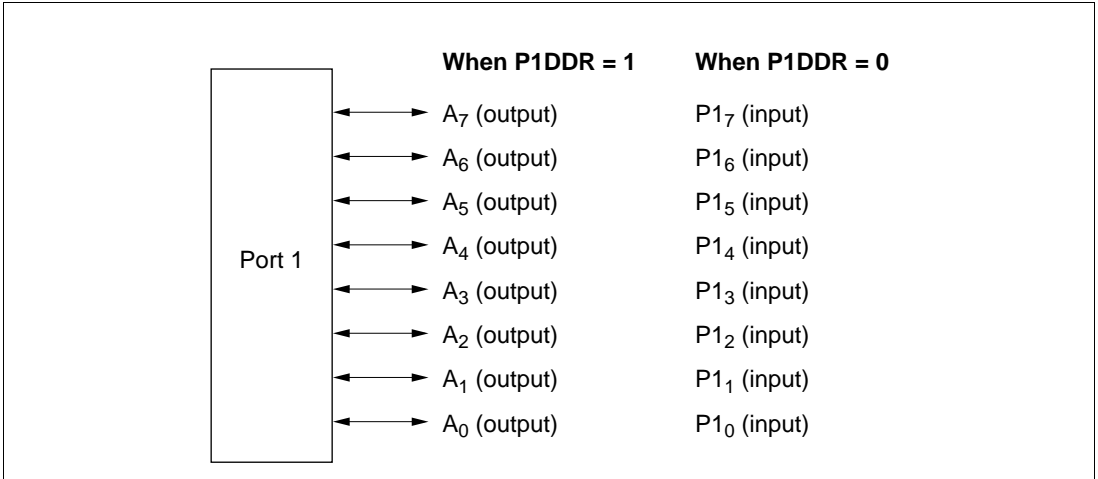 When P1DDR = 1 When P1DDR = 0
A7 (output) P17 (input)
A6 (output) P16 (input)
A5 (output) P15 (input)
Port 1 A4 (output) P14 (input)
A3 (output) P13 (input)
A2 (output) P12 (input)
A1 (output) P11 (input)
A0 (output) P10 (input)